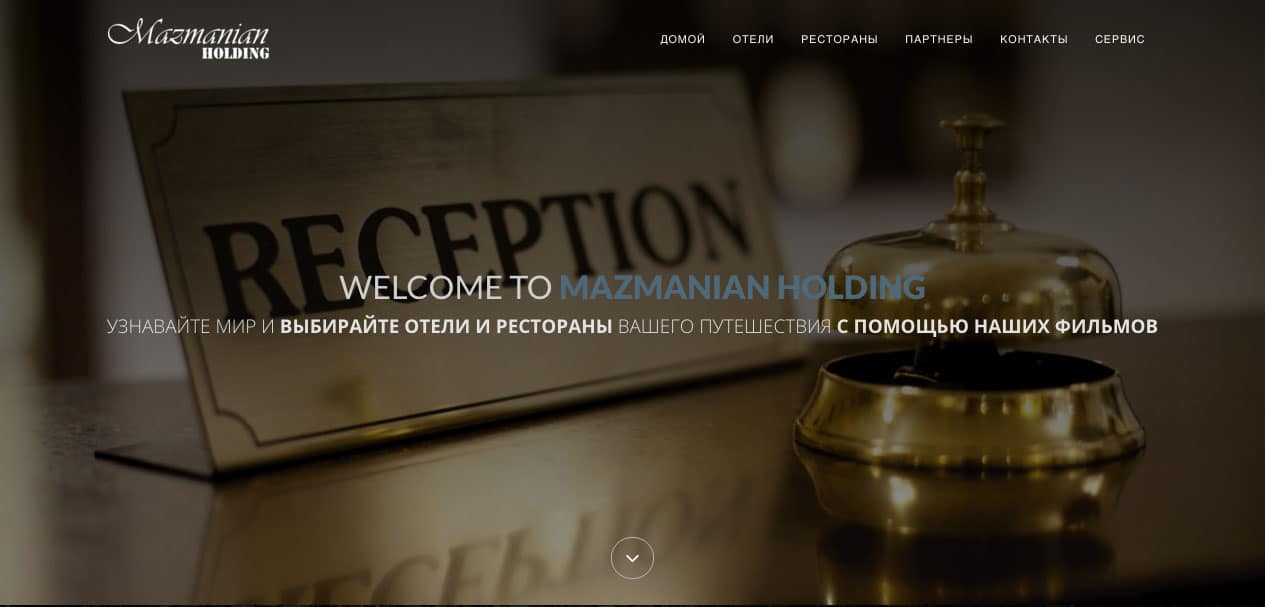 Mazmanian
HOLDING
ДОМОЙ ОТЕЛИ РЕСТОРАНЫ ПАРТНЕРЫ КОНТАКТЫ СЕРВИС
RECEPTION
WELCOME TO MAZMANIAN HOLDING
УЗНАВАЙТЕ МИР И ВЫБИРАЙТЕ ОТЕЛИ И РЕСТОРАНЫ ВАШЕГО ПУТЕШЕСТВИЯ С ПОМОЩЬЮ НАШИХ ФИЛЬМОВ